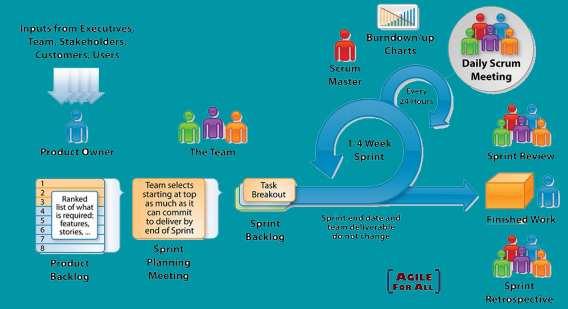 Inputs from Executives,
Team, Stakeholders,
Customers, Users
Product Owner
The Team
Scrum
Master
Burndown/up
Charts
Daily Scrum
Meeting
Every
24 Hours
1-4 Week
Sprint
Sprint Review
1
2
3
4
5
6
7
8
Ranked
list of what
is required:
features,
stories, ...
Product
Backlog
Team selects
starting at top
as much as it
can commit
to deliver by
end of Sprint
Sprint
Planning
Meeting
Task
Breakout
Sprint
Backlog
Sprint end date and
team deliverable
do not change
Finished Work
Sprint
Retrospective
AGILE
FOR ALL